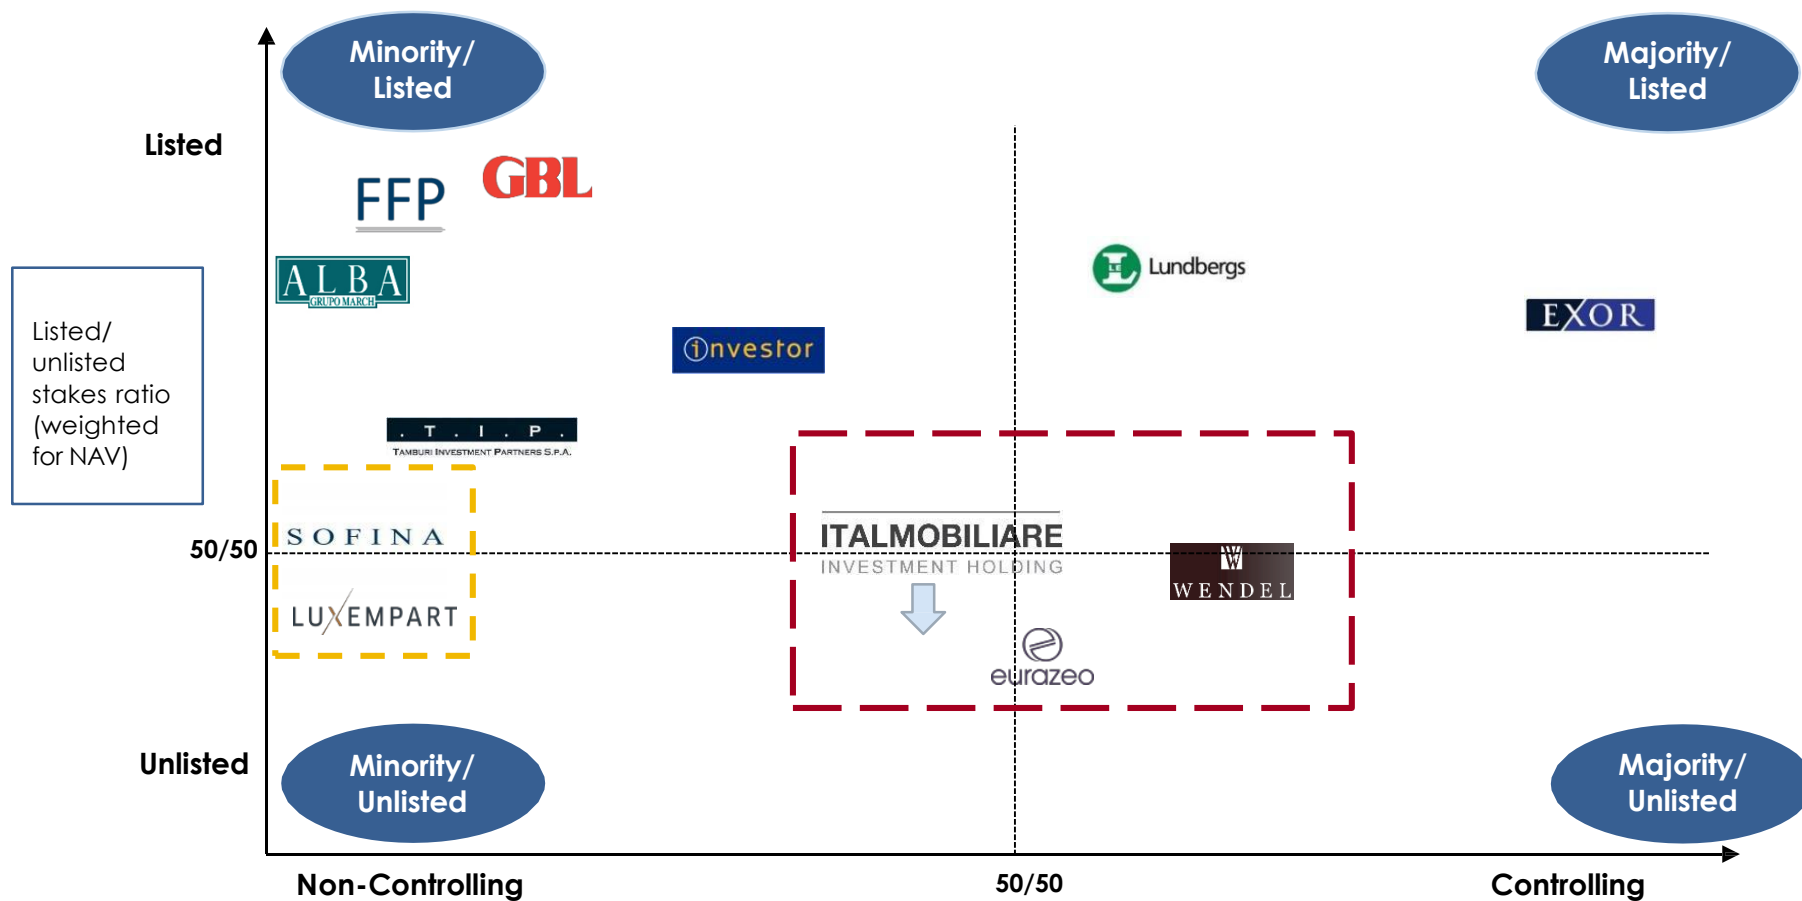 Minority/
Listed
Majority/
Listed
Listed
FFP
GBL
ALBA
GRUPO MARCH
LE
Lundbergs
EXOR
Listed/
unlisted
stakes ratio
(weighted
for NAV)
investor
. T . I . P .
TAMBURI INVESTMENT PARTNERS S.P.A.
SOFINA
50/50
ITALMOBILIARE
INVESTMENT HOLDING
W
WENDEL
LUXEMPART
eurazeo
Unlisted
Minority/
Unlisted
Majority/
Unlisted
Non-Controlling
50/50
Controlling